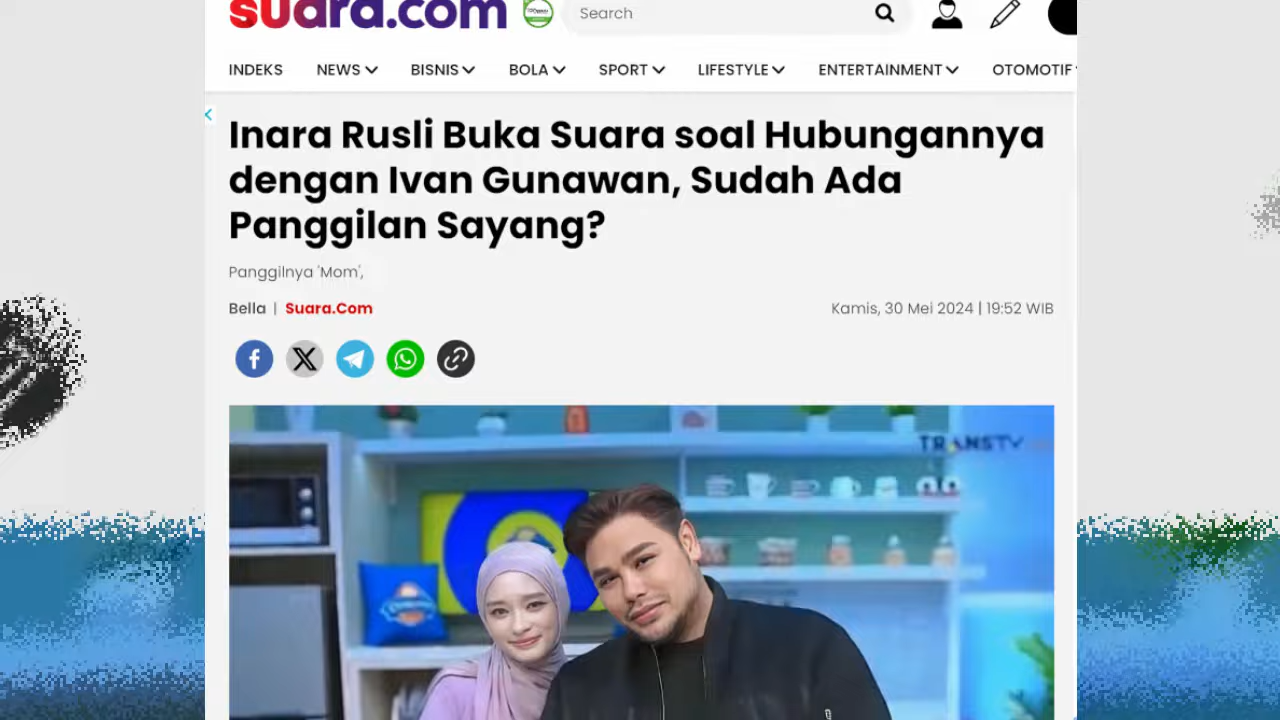 suara.com
Search
INDEKS NEWS BISNIS BOLA SPORT LIFESTYLE ENTERTAINMENT OTOMOTIF
Inara Rusli Buka Suara soal Hubungannya
dengan Ivan Gunawan, Sudah Ada
Panggilan Sayang?
Panggilnya 'Mom',
Bella | Suara.Com
Kamis, 30 Mei 2024 | 19:52 WIB
TRANSTV